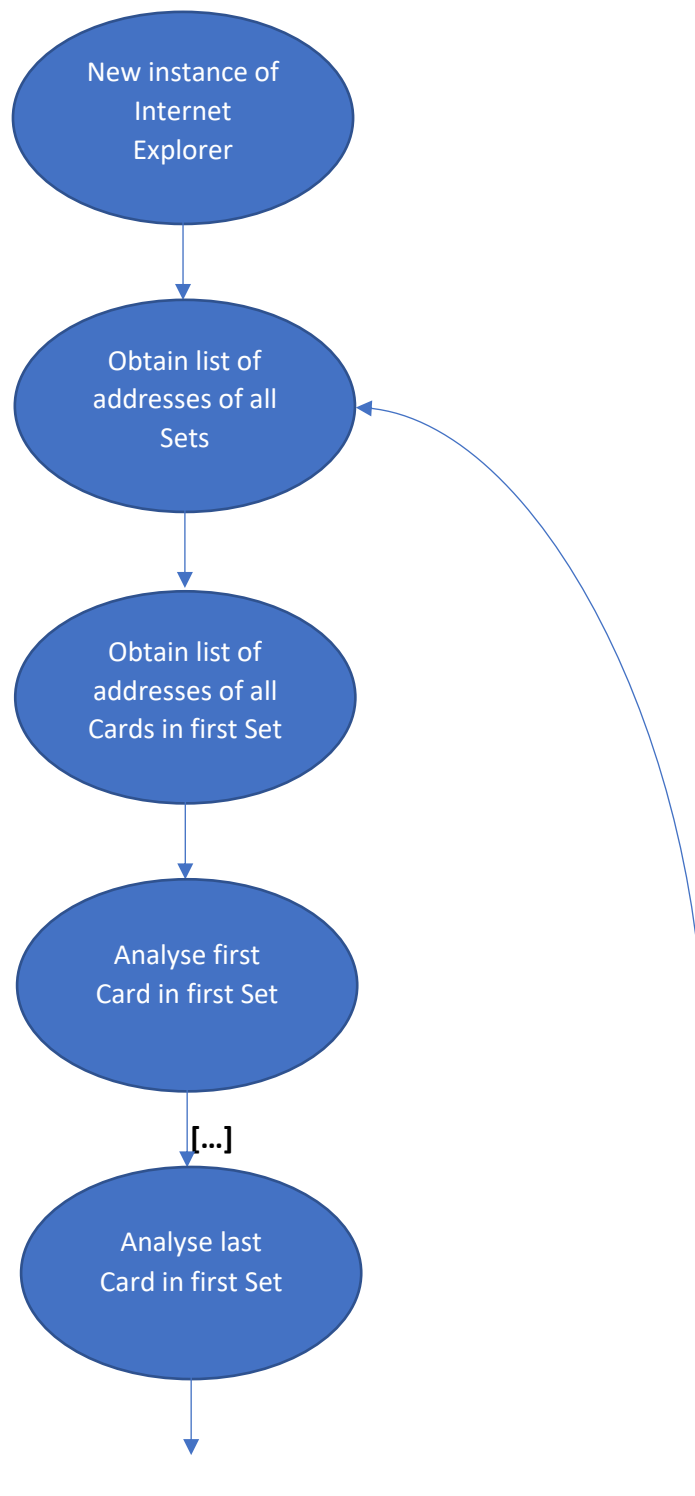 New instance of
Internet
Explorer
Obtain list of
addresses of all
Sets
Obtain list of
addresses of all
Cards in first Set
Analyse first
Card in first Set
[…]
Analyse last
Card in first Set